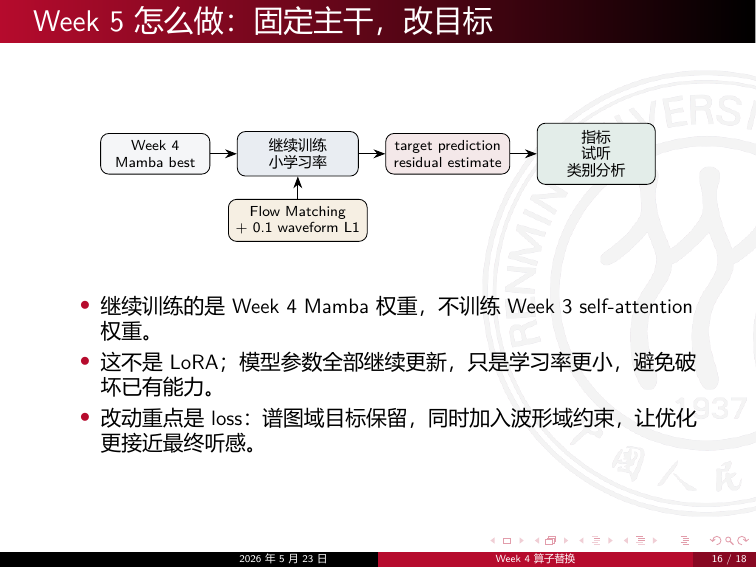 Week 5 怎么做：固定主干，改目标
Week 4
Mamba best
继续训练
小学习率
target prediction
residual estimate
指标
试听
类别分析
Flow Matching
+ 0.1 waveform L1
继续训练的是 Week 4 Mamba 权重，不训练 Week 3 self-attention
权重。
这不是 LoRA；模型参数全部继续更新，只是学习率更小，避免破
坏已有能力。
改动重点是 loss：谱图域目标保留，同时加入波形域约束，让优化
更接近最终听感。
1937
2026 年 5 月 23 日
Week 4 算子替换
16 / 18